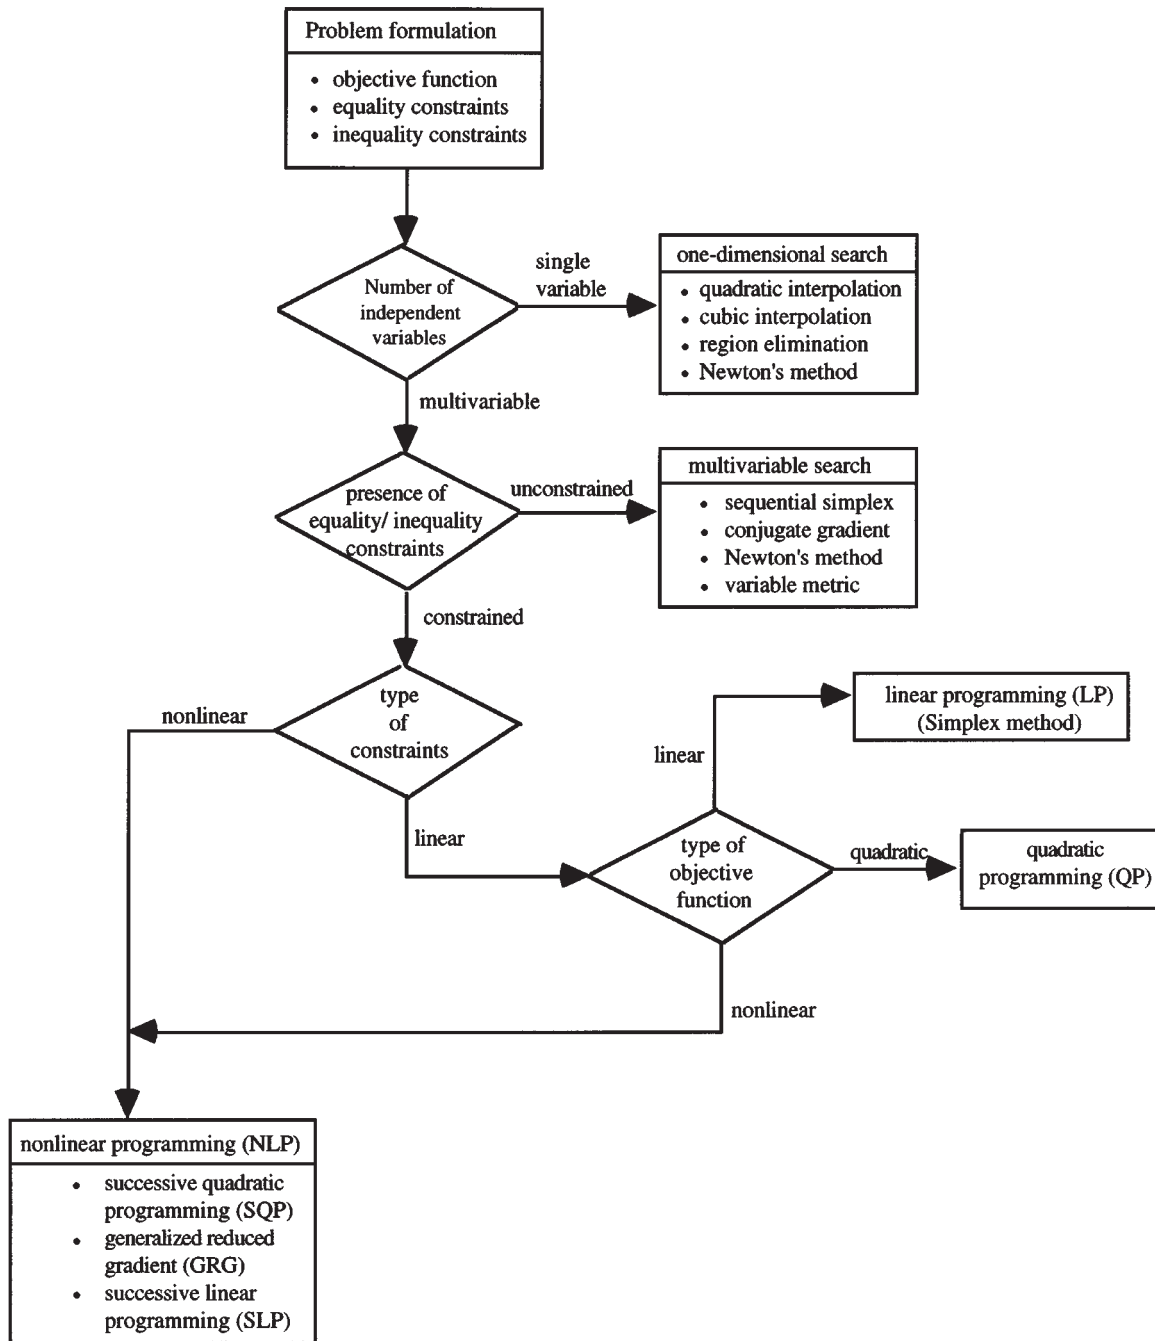 Problem formulation
• objective function
• equality constraints
• inequality constraints
Number of
independent
variables
single
variable
one-dimensional search
• quadratic interpolation
• cubic interpolation
• region elimination
• Newton's method
multivariable
presence of
equality/ inequality
constraints
unconstrained
multivariable search
• sequential simplex
• conjugate gradient
• Newton's method
• variable metric
constrained
type
of
constraints
nonlinear
linear
type of
objective
function
linear
linear programming (LP)
(Simplex method)
quadratic
quadratic
programming (QP)
nonlinear
nonlinear programming (NLP)
• successive quadratic
programming (SQP)
• generalized reduced
gradient (GRG)
• successive linear
programming (SLP)